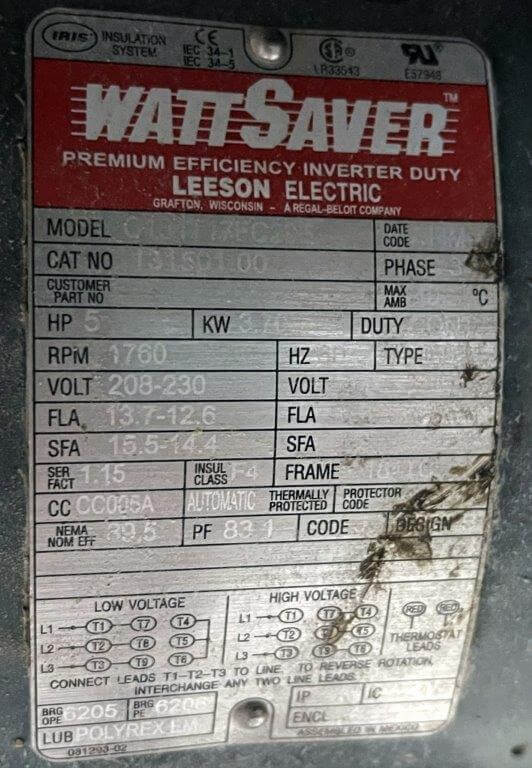 IRIS INSULATION SYSTEM CE IEC 34-1 IEC 34-5 LR33543 E57948
WATTSAVER™
PREMIUM EFFICIENCY INVERTER DUTY
LEESON ELECTRIC
GRAFTON, WISCONSIN - A REGAL-BELOIT COMPANY
MODEL DATE CODE
CAT NO PHASE
CUSTOMER PART NO MAX AMB °C
HP 5 KW DUTY
RPM 1760 HZ TYPE
VOLT 208-230 VOLT
FLA 13.7-12.6 FLA
SFA 15.5-14.4 SFA
SER FACT 1.15 INSUL CLASS F4 FRAME
CC CC005A AUTOMATIC THERMALLY PROTECTED PROTECTOR CODE
NEMA NOM EFF 89.5 PF 83.1 CODE DESIGN
LOW VOLTAGE HIGH VOLTAGE
L1 T1 T7 T4 L1 T1 T7 T4 RED RED
L2 T2 T8 T5 L2 T2 T5 THERMOSTAT
L3 T3 T9 T6 L3 T3 T9 T6 LEADS
CONNECT LEADS T1-T2-T3 TO LINE. TO REVERSE ROTATION,
INTERCHANGE ANY TWO LINE LEADS.
BRG OPE 6205 BRG PE IP IC
LUB POLYREX EM ENCL
081293-02 ASSEMBLED IN MEXICO